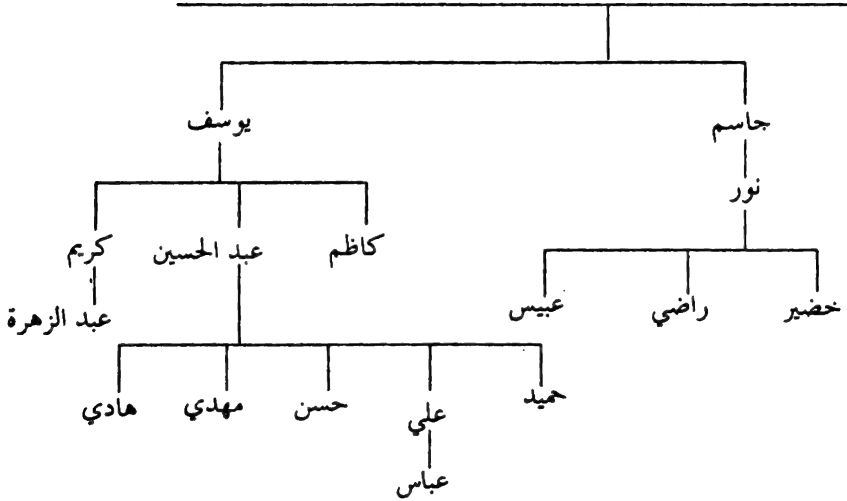 جاسم يوسف
نور
كاظم عبد الحسين كريم
خضير راضي عبيس عبد الزهرة
حميد علي حسن مهدي هادي
عباس